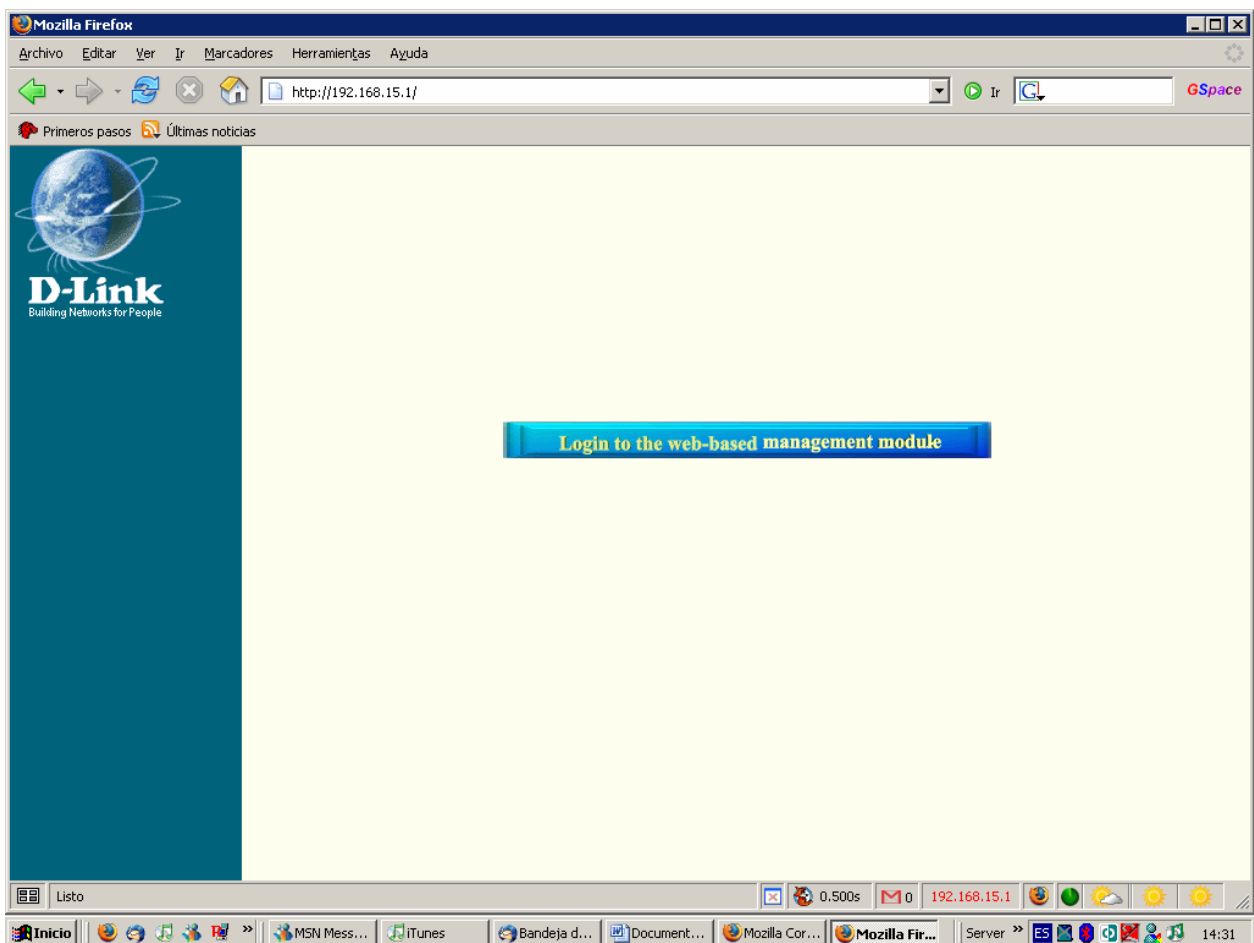 Mozilla Firefox
Archivo Editar Ver Ir Marcadores Herramientas Ayuda
http://192.168.15.1/ Ir G GSpace
Primeros pasos Últimas noticias
D-Link
Building Networks for People
Login to the web-based management module
Listo 0.500s 0 192.168.15.1
Inicio » MSN Mess... iTunes Bandeja d... Document... Mozilla Cor... Mozilla Fir... Server » ES 14:31